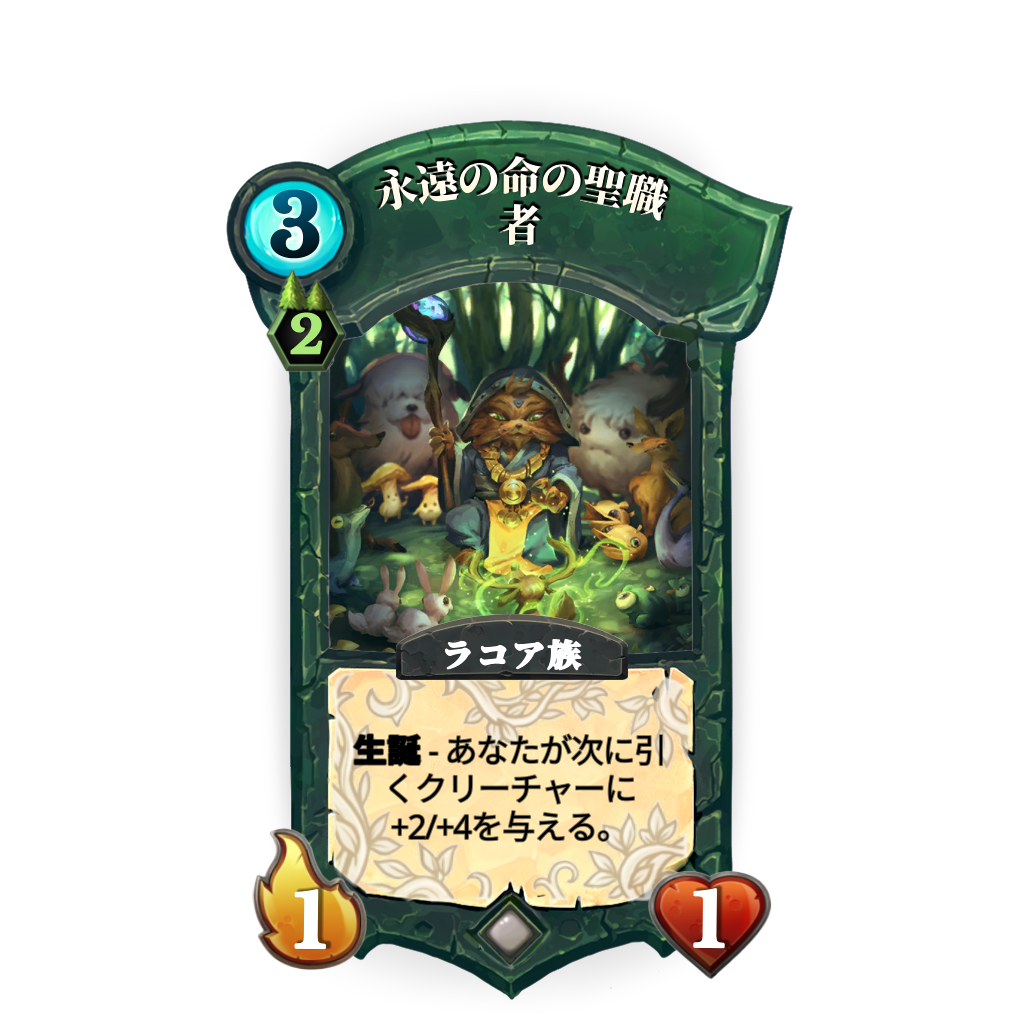 永遠の命の聖職
者
3
2
ラコア族
生誕 - あなたが次に引
くクリーチャーに
+2/+4を与える。
1
1